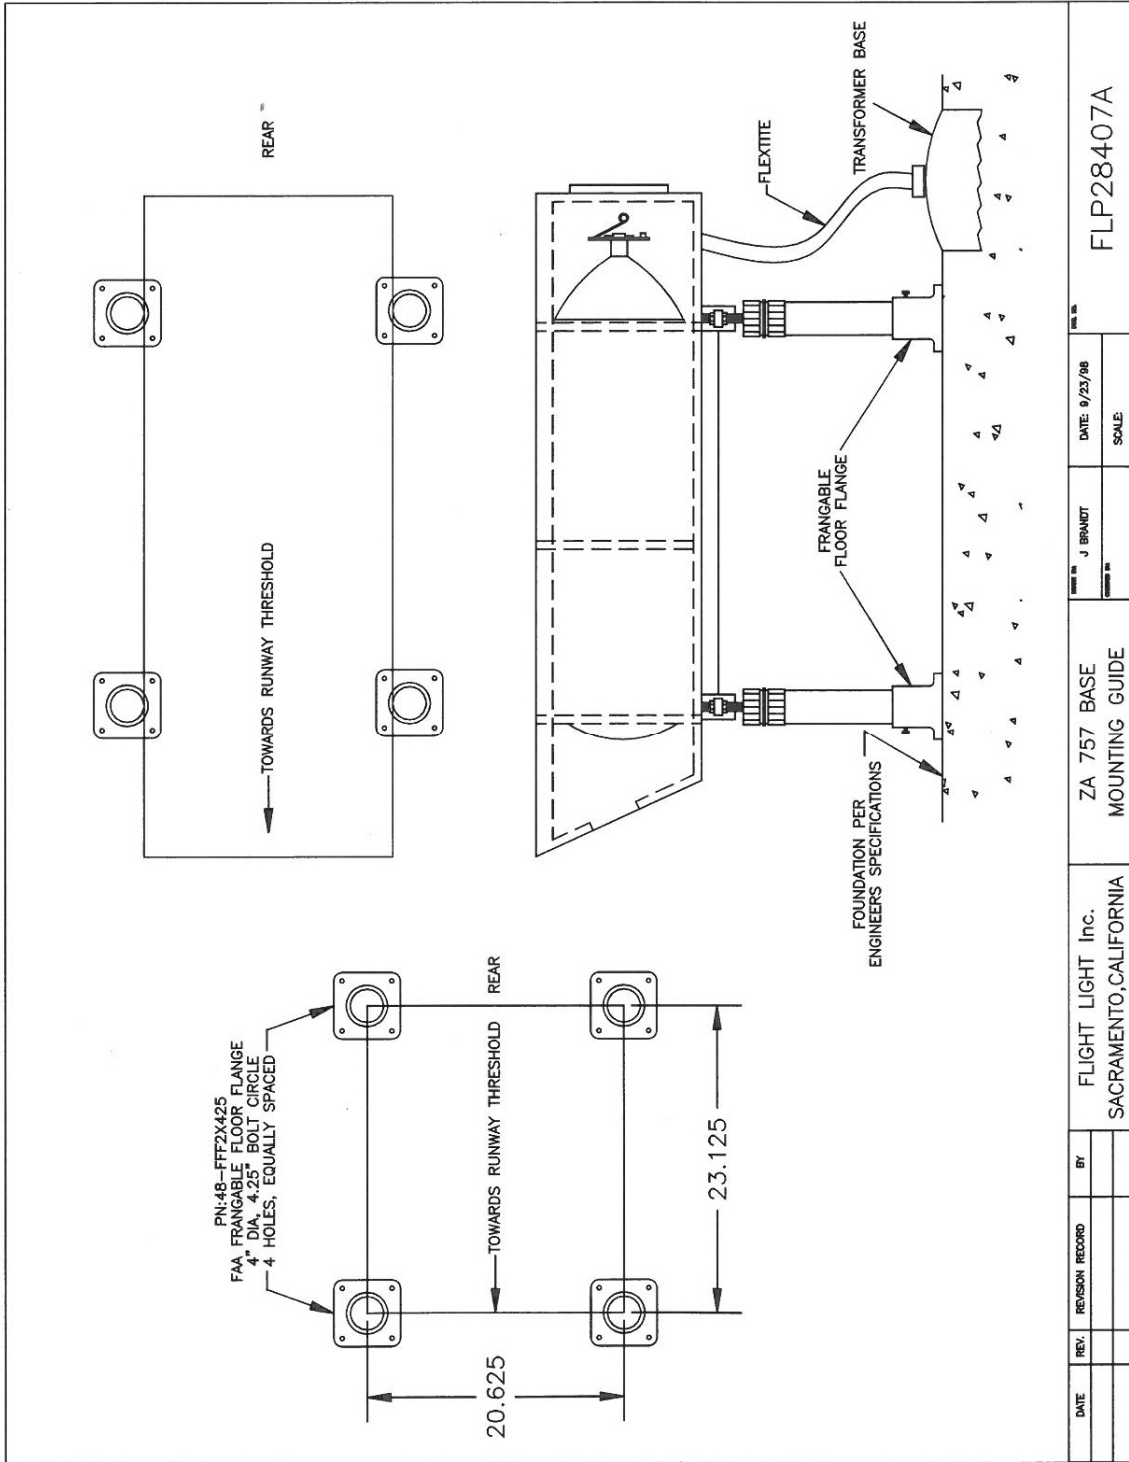 PN:48-FFF2X425
FAA FRANGABLE FLOOR FLANGE
4" DIA, 4.25" BOLT CIRCLE
4 HOLES, EQUALLY SPACED
REAR
TOWARDS RUNWAY THRESHOLD
20.625
23.125
REAR
TOWARDS RUNWAY THRESHOLD
FLEXTITE
TRANSFORMER BASE
FRANGABLE
FLOOR FLANGE
FOUNDATION PER
ENGINEERS SPECIFICATIONS
DATE
REV.
REVISION RECORD
BY
FLIGHT LIGHT Inc.
SACRAMENTO,CALIFORNIA
ZA 757 BASE
MOUNTING GUIDE
J BRANDT
DATE: 9/23/98
SCALE:
FLP28407A